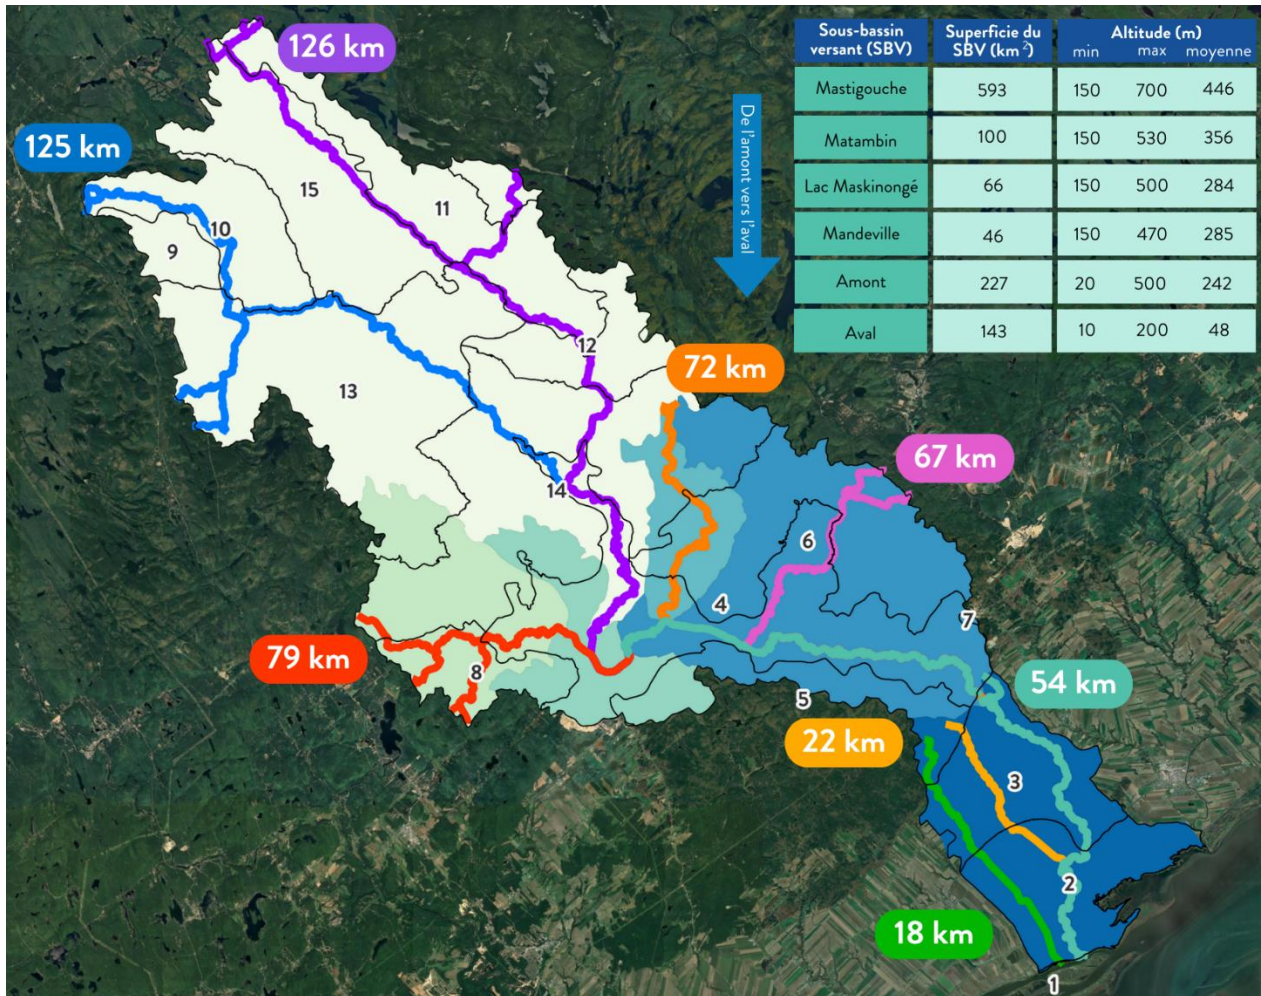 126 km
Sous-bassin
versant (SBV)
Superficie du
SBV (km²)
Altitude (m)
min max moyenne
Mastigouche 593 150 700 446
Matambin 100 150 530 356
Lac Maskinongé 66 150 500 284
Mandeville 46 150 470 285
Amont 227 20 500 242
Aval 143 10 200 48
De l'amont vers l'aval
125 km
15
11
10
9
12
72 km
13
67 km
14
6
4
7
79 km
8
54 km
5
22 km
3
2
18 km
1